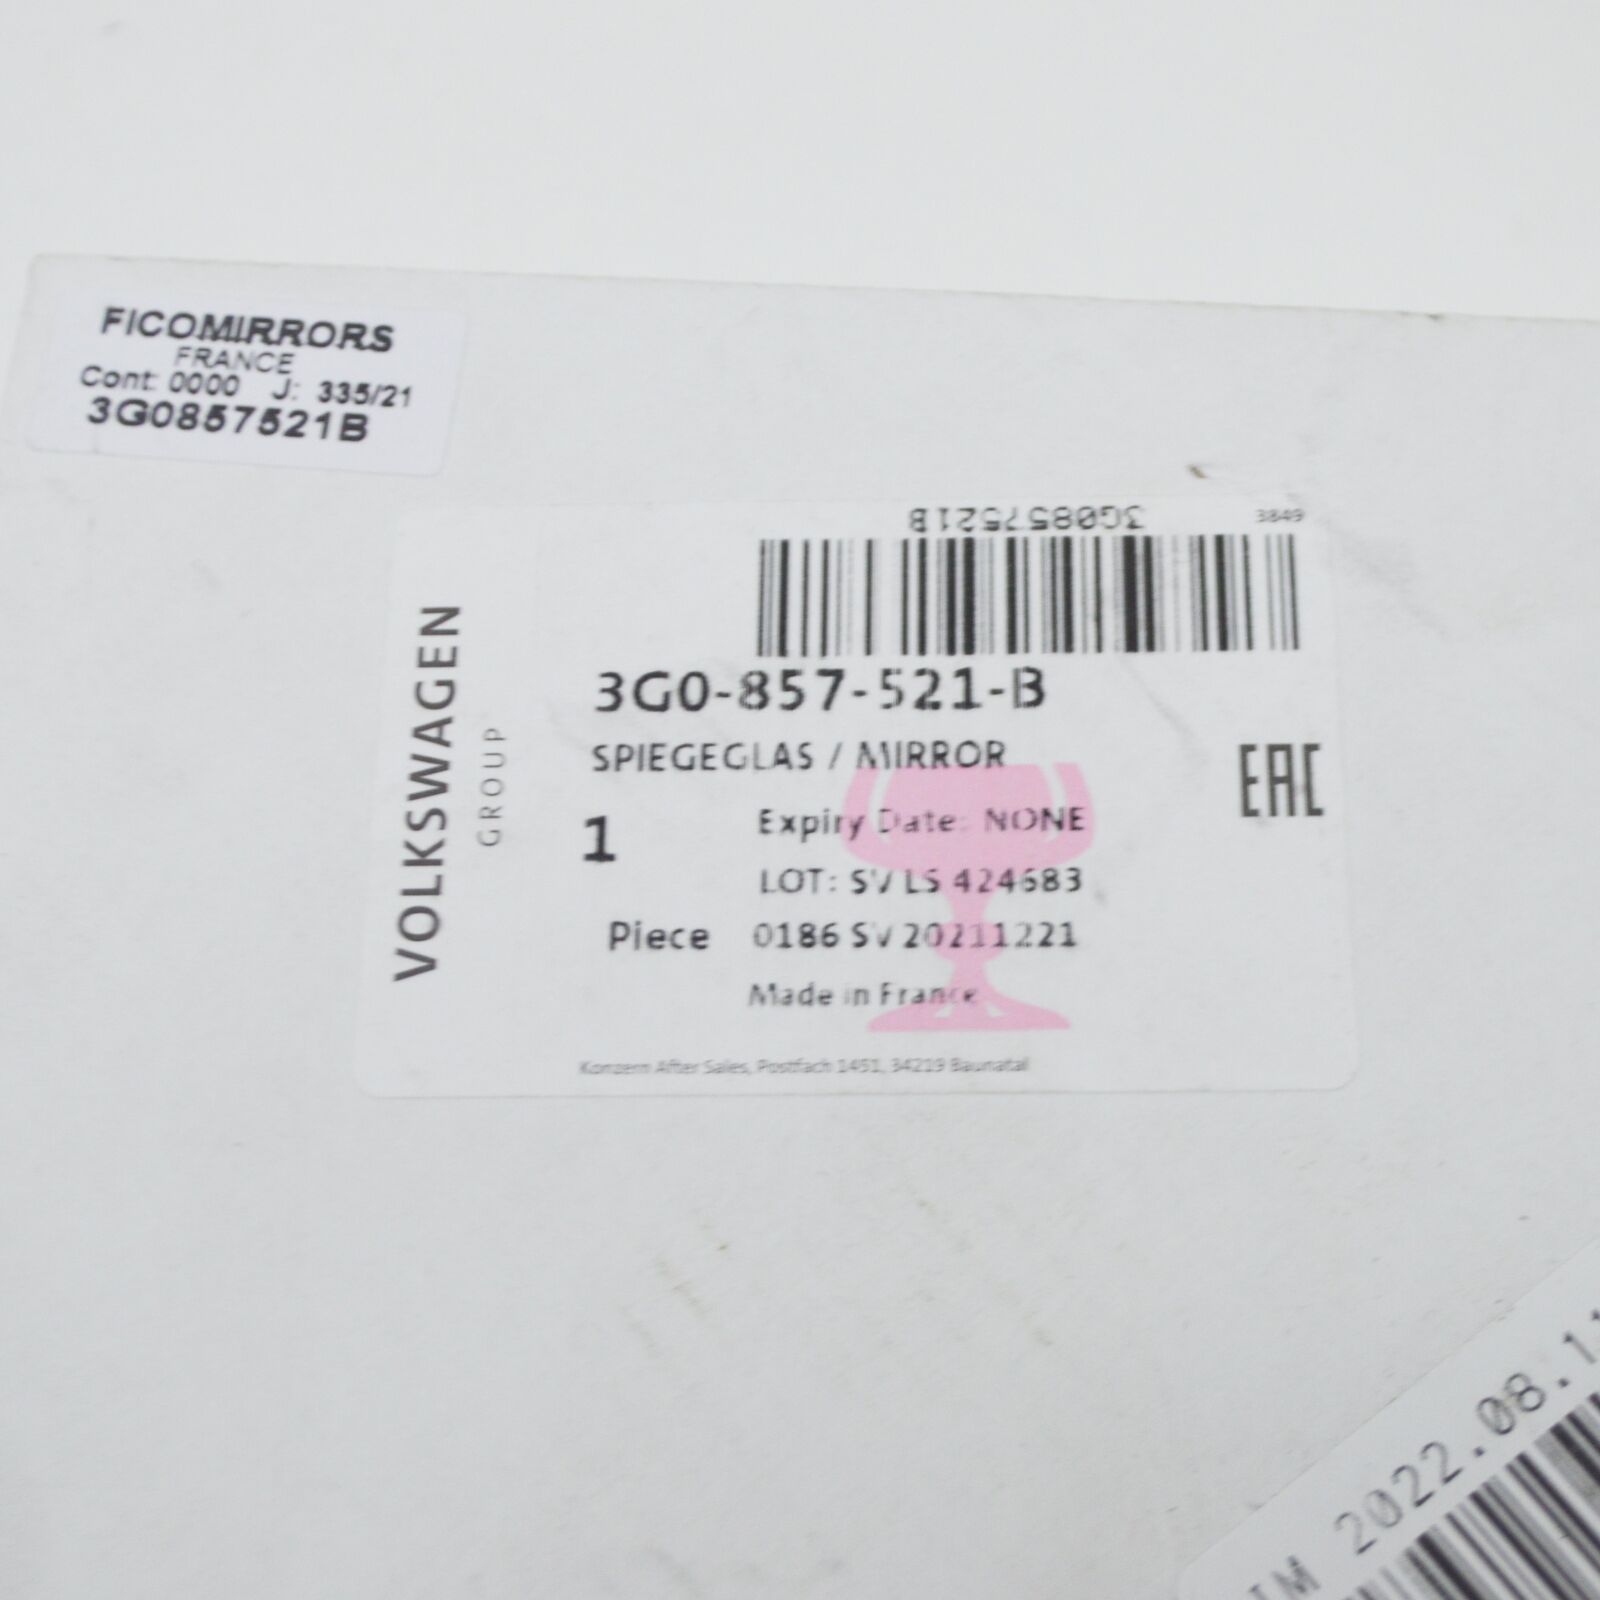 FICOMIRRORS
FRANCE
Cont: 0000 J: 335/21
3G0857521B
3G0857521B
3849
VOLKSWAGEN
GROUP
3G0-857-521-B
SPIEGEGLAS / MIRROR
EAC
1
Expiry Date: NONE
LOT: SV LS 424683
Piece
0186 SV 20211221
Made in France
Konzern After Sales, Postfach 1451, 34219 Baunatal
2022.08.1